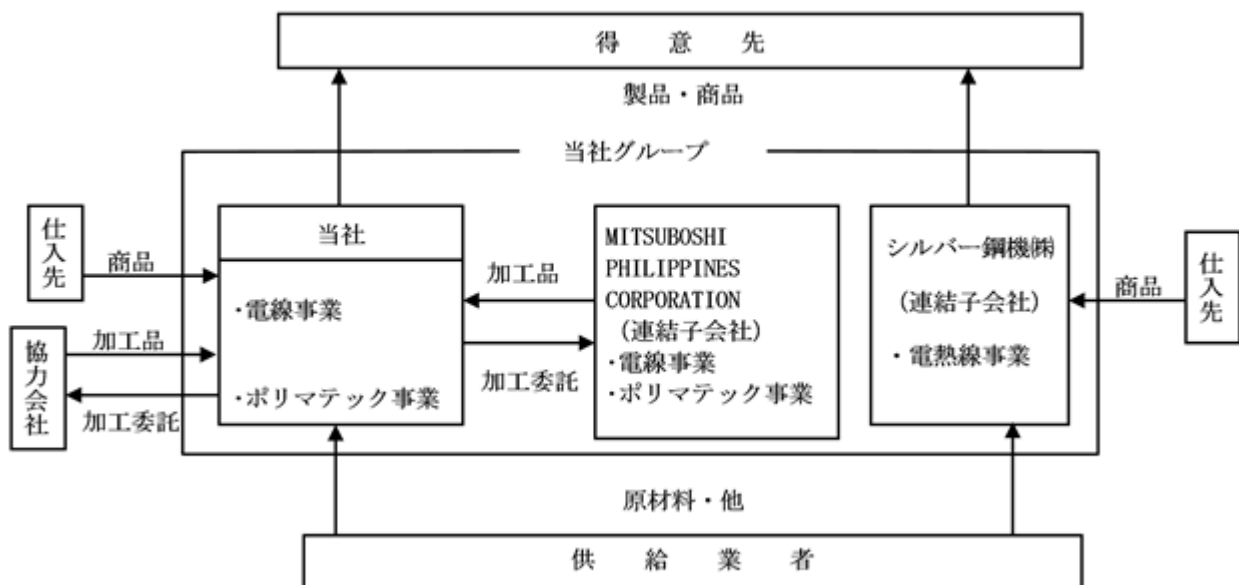 得 意 先
製品・商品
当社グループ
仕入先
商品
協力会社
加工品
加工委託
当社
・電線事業
・ポリマテック事業
加工品
加工委託
MITSUBOSHI
PHILIPPINES
CORPORATION
(連結子会社)
・電線事業
・ポリマテック事業
シルバー鋼機㈱
(連結子会社)
・電熱線事業
商品
仕入先
原材料・他
供 給 業 者